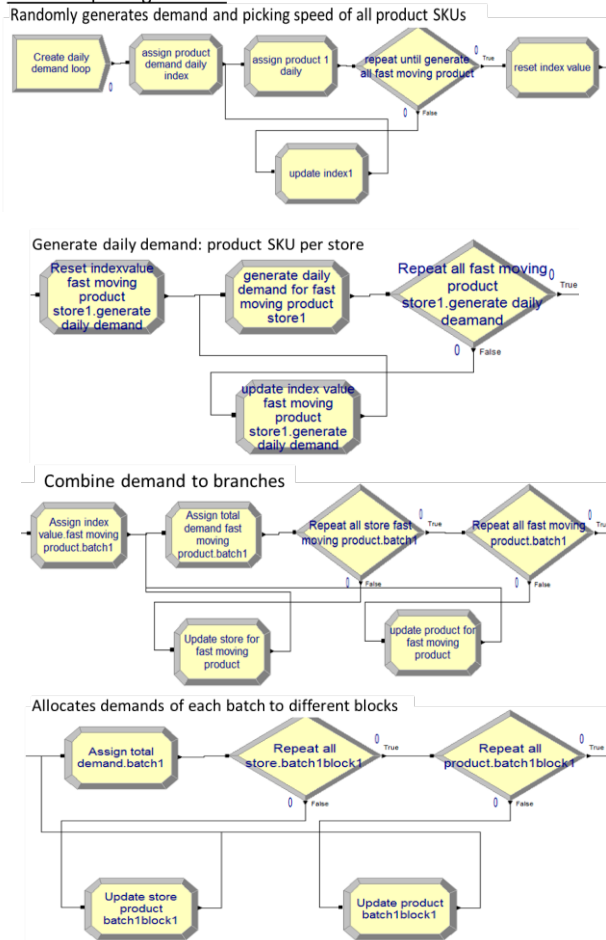 Randomly generates demand and picking speed of all product SKUs
Create daily
demand loop
0
assign product
demand daily
index
assign product 1
daily
repeat until generate
all fast moving product
0
True
0
False
reset index value
update index1
Generate daily demand: product SKU per store
Reset indexvalue
fast moving
product
store1.generate
daily demand
generate daily
demand for fast
moving product
store1
Repeat all fast moving
product
store1.generate daily
deamand
0
True
0
False
update index value
fast moving
product
store1.generate
daily demand
Combine demand to branches
Assign index
value.fast moving
product.batch1
Assign total
demand fast
moving
product.batch1
Repeat all store fast
moving product.batch1
0
True
0
False
Repeat all fast moving
product.batch1
0
Tru
0
False
Update store for
fast moving
product
update product for
fast moving
product
Allocates demands of each batch to different blocks
Assign total
demand.batch1
Repeat all
store.batch1block1
0
True
0
False
Repeat all
product.batch1block1
0
True
0
False
Update store
product
batch1block1
Update product
batch1block1